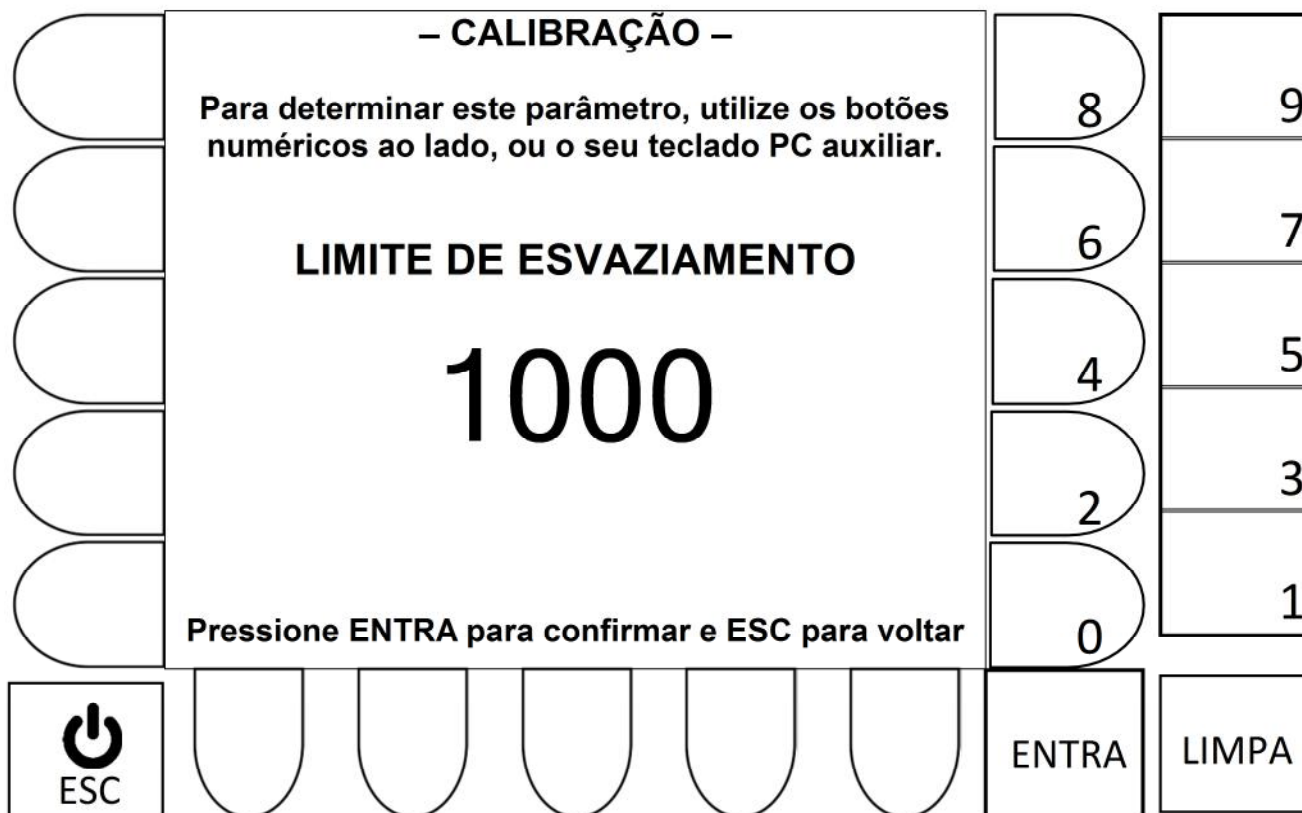 – CALIBRAÇÃO –
Para determinar este parâmetro, utilize os botões
numéricos ao lado, ou o seu teclado PC auxiliar.
LIMITE DE ESVAZIAMENTO
1000
Pressione ENTRA para confirmar e ESC para voltar
8
9
6
7
4
5
2
3
0
1
ESC
ENTRA
LIMPA